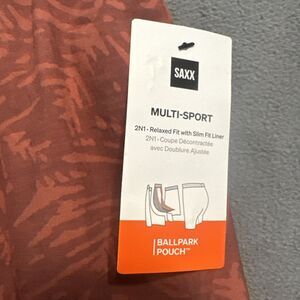 SAXX
MULTI-SPORT
2N1 - Relaxed Fit with Slim Fit Liner
2N1 - Coupe Décontractée
avec Doublure Ajustée
BALLPARK
POUCH™